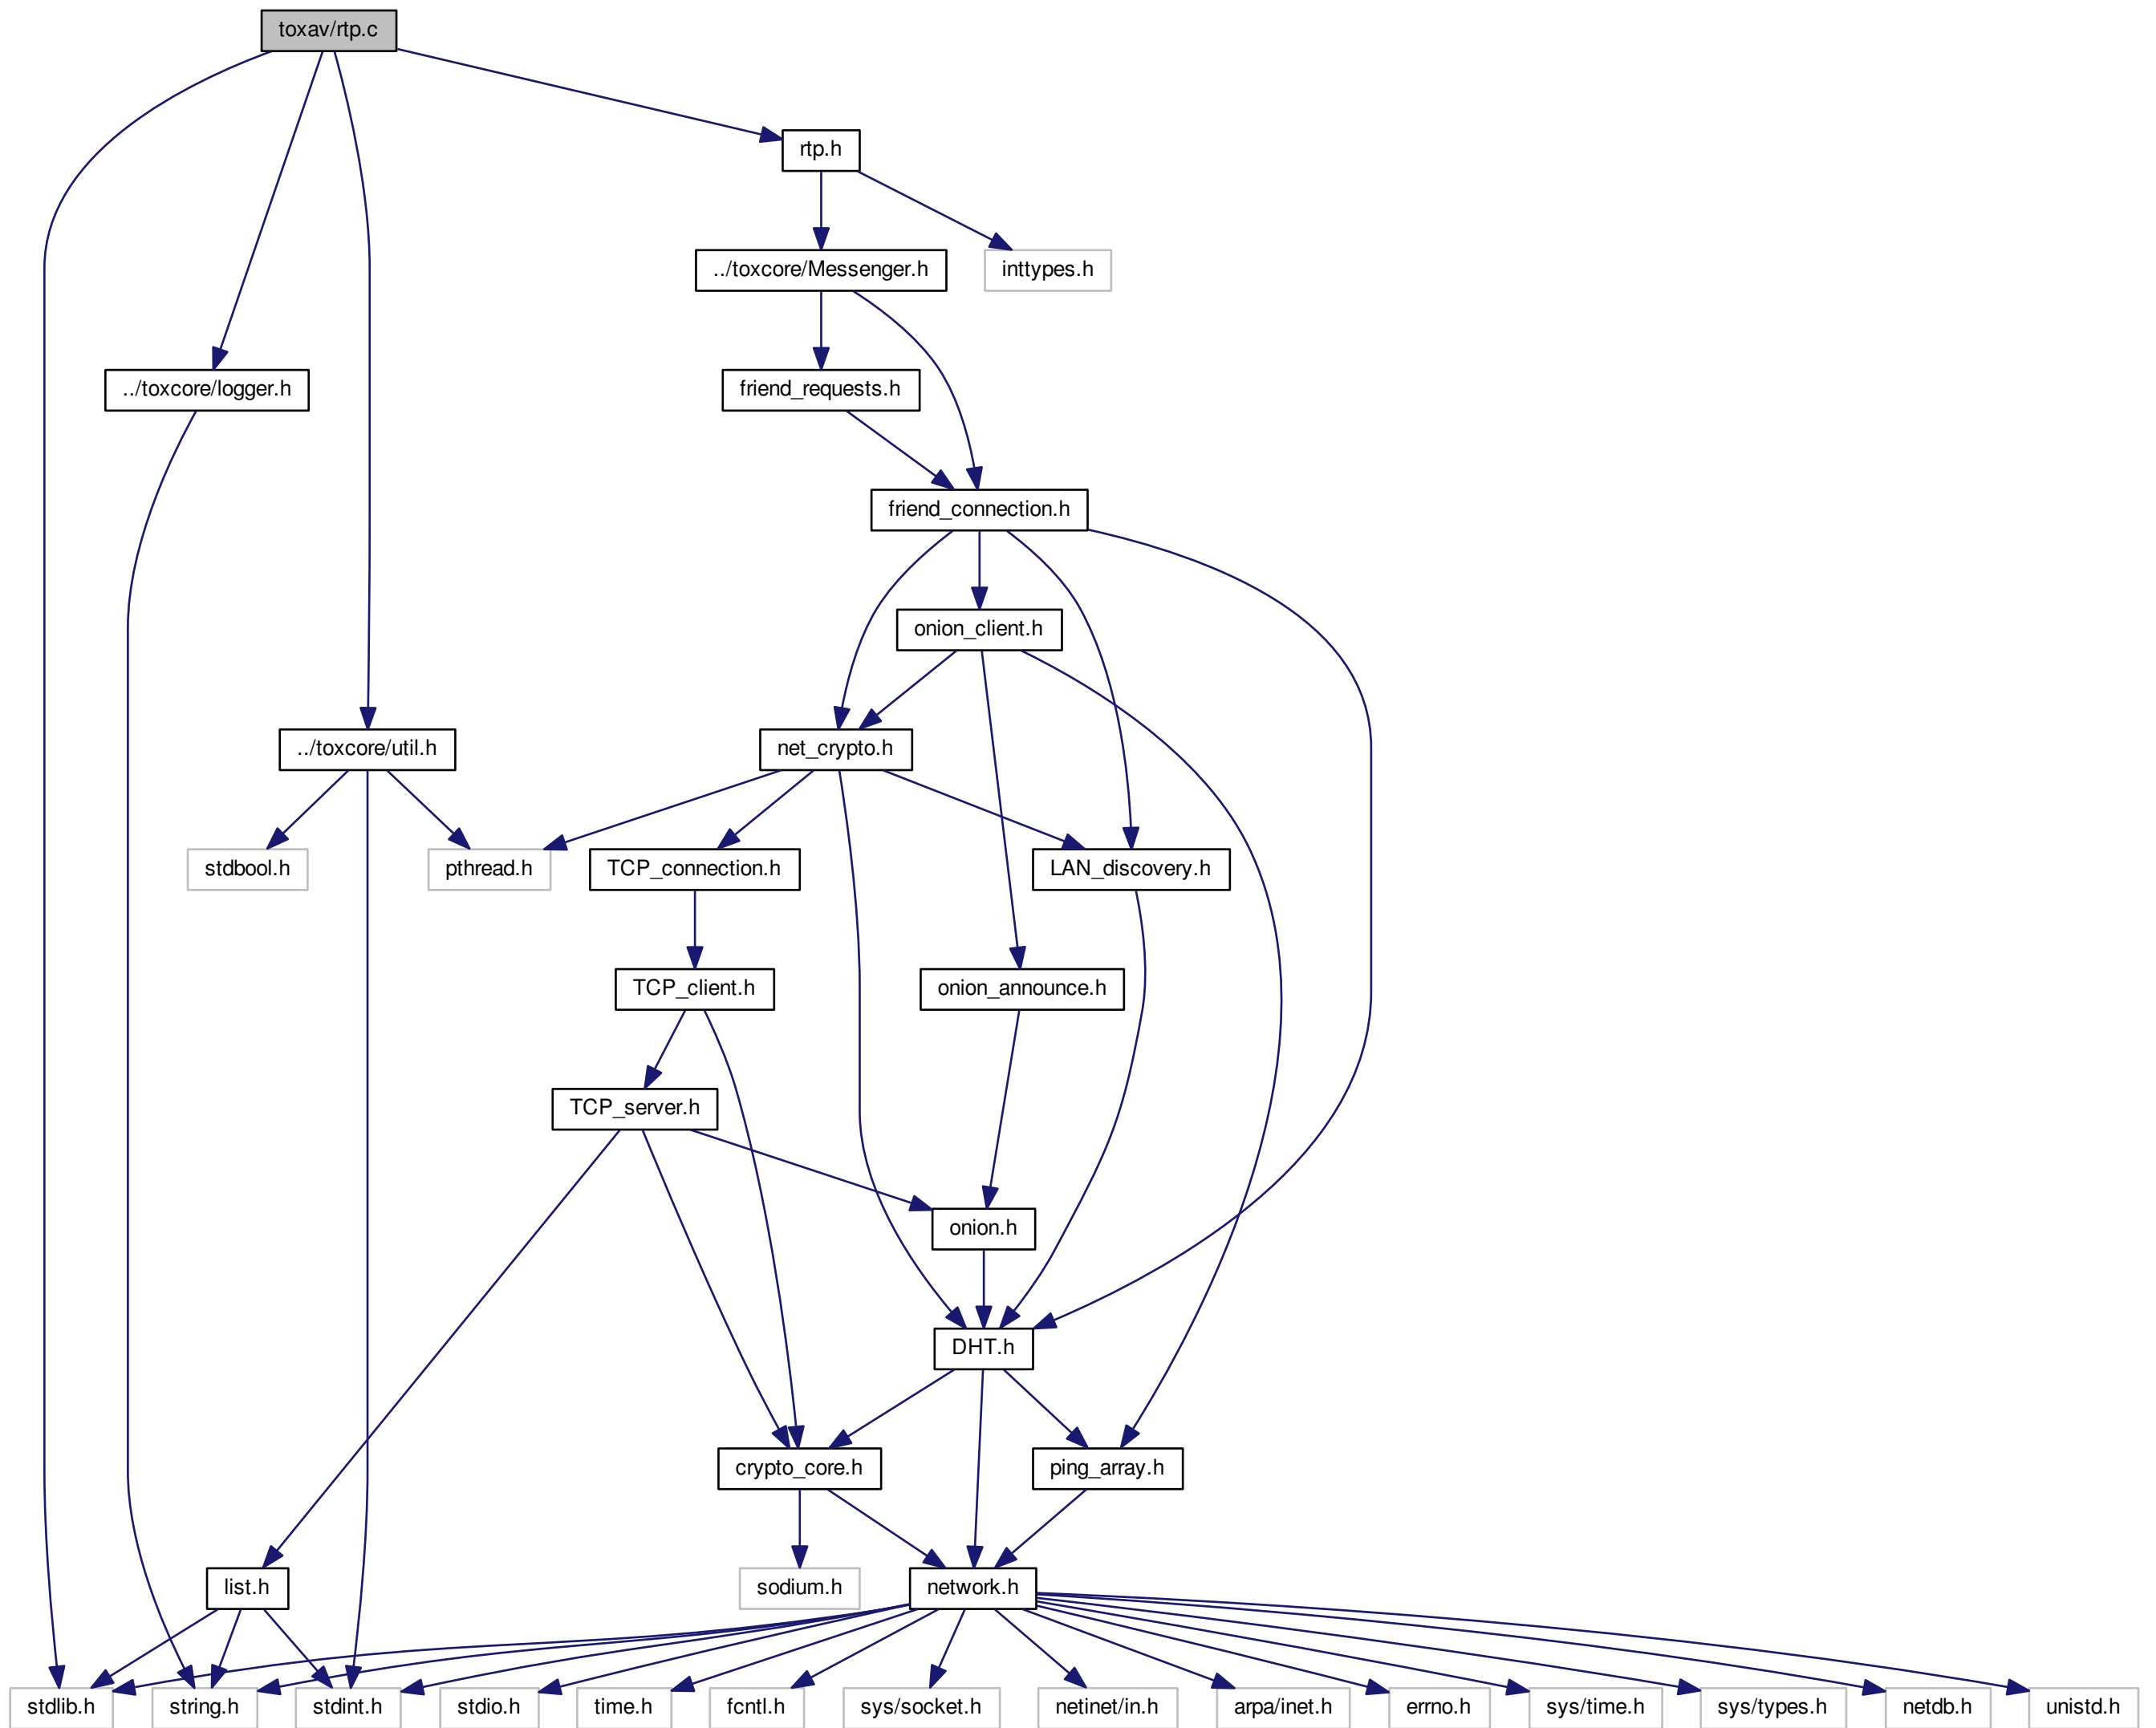 toxav/rtp.c
rtp.h
../toxcore/Messenger.h
inttypes.h
../toxcore/logger.h
friend_requests.h
friend_connection.h
onion_client.h
../toxcore/util.h
net_crypto.h
stdbool.h
pthread.h
TCP_connection.h
LAN_discovery.h
TCP_client.h
onion_announce.h
TCP_server.h
onion.h
DHT.h
crypto_core.h
ping_array.h
list.h
sodium.h
network.h
stdlib.h
string.h
stdint.h
stdio.h
time.h
fcntl.h
sys/socket.h
netinet/in.h
arpa/inet.h
errno.h
sys/time.h
sys/types.h
netdb.h
unistd.h